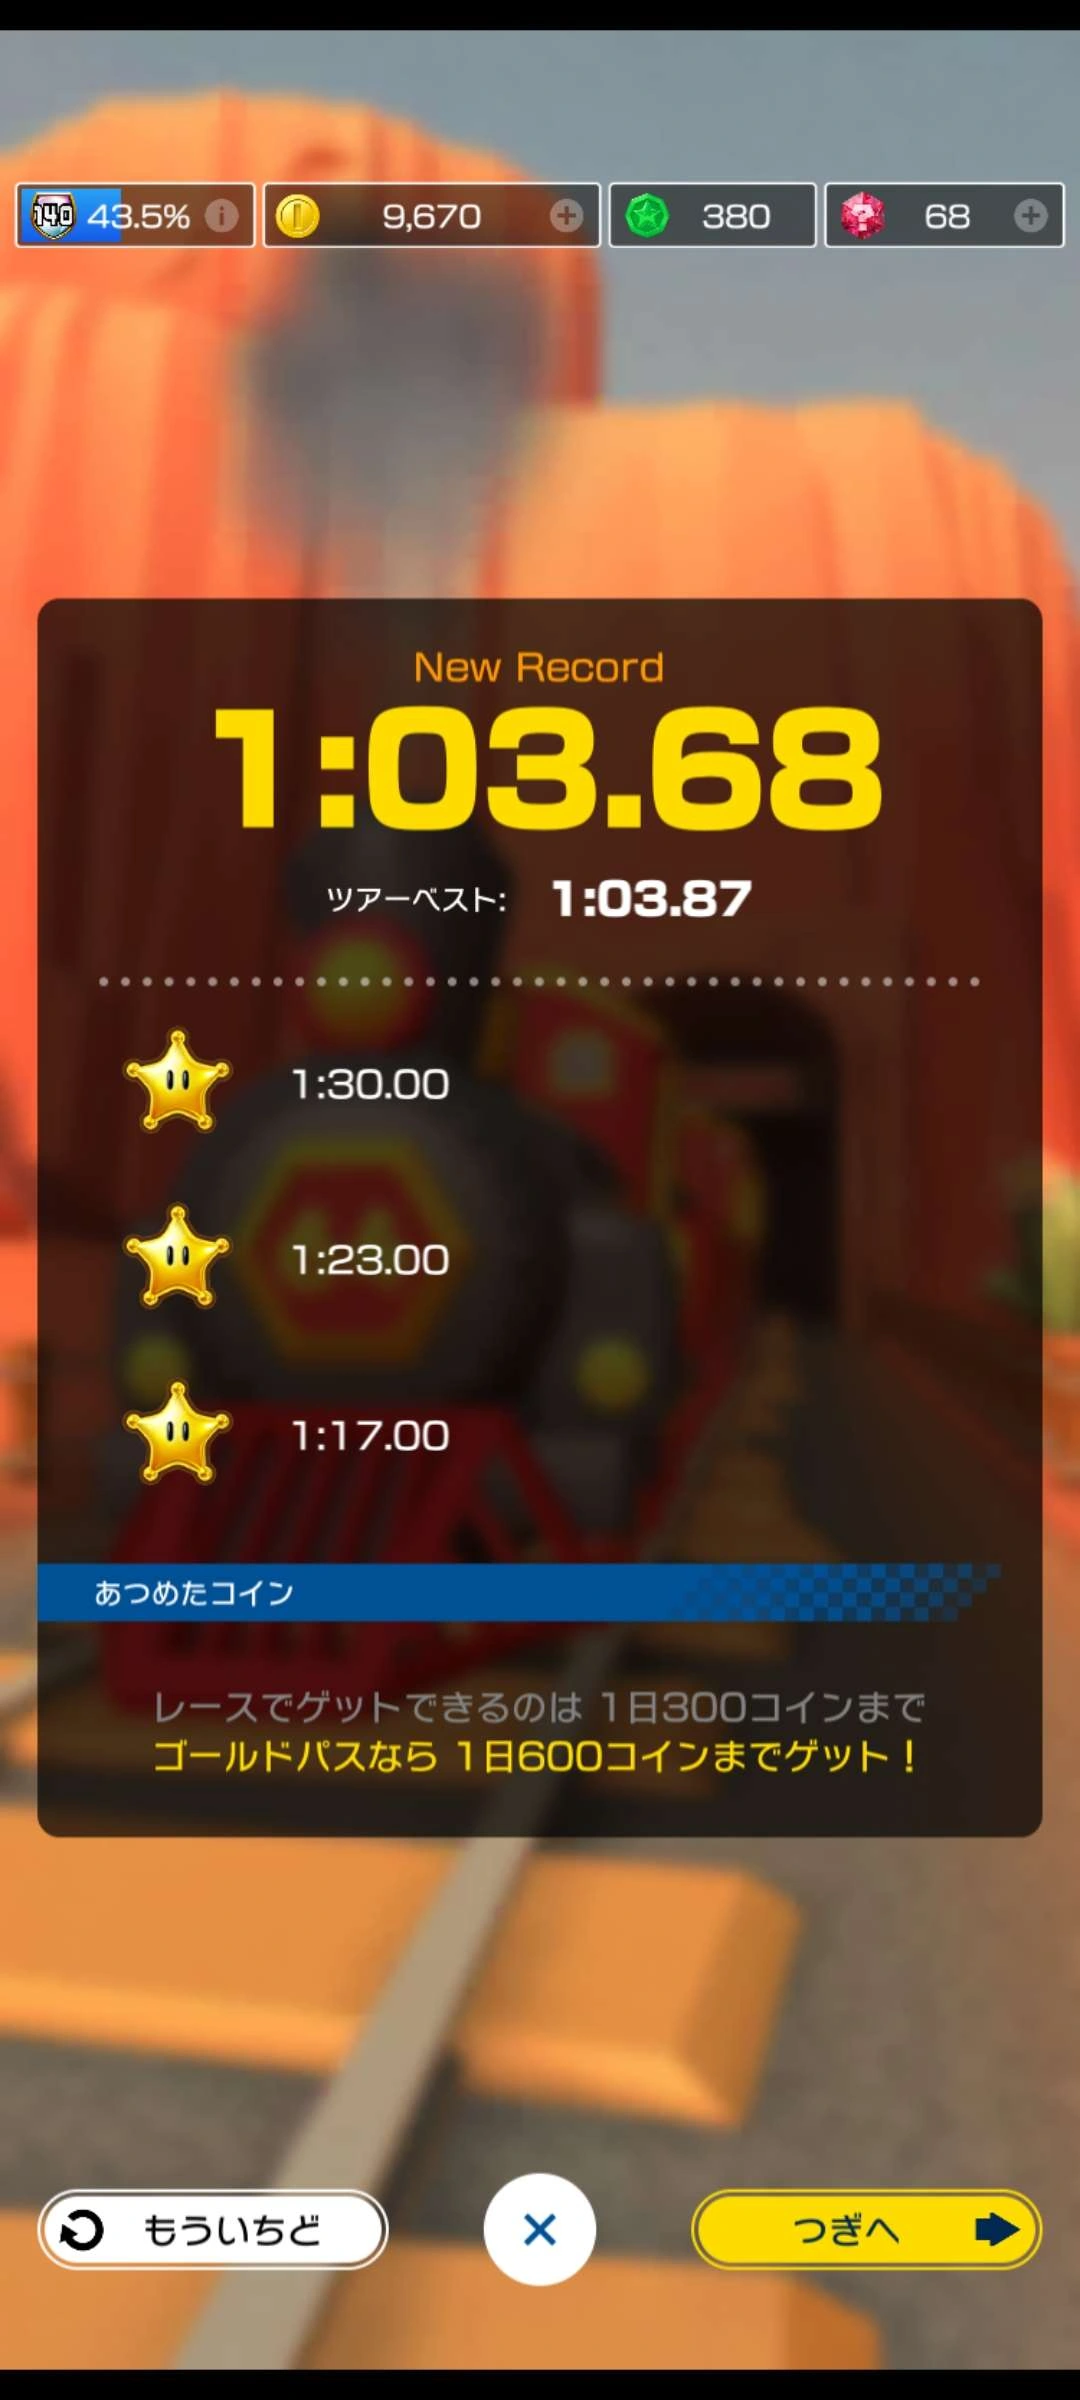 140 43.5% 9,670 380 68
New Record
1:03.68
ツアーベスト: 1:03.87
1:30.00
1:23.00
1:17.00
あつめたコイン
レースでゲットできるのは 1日300コインまで
ゴールドパスなら 1日600コインまでゲット！
もういちど つぎへ